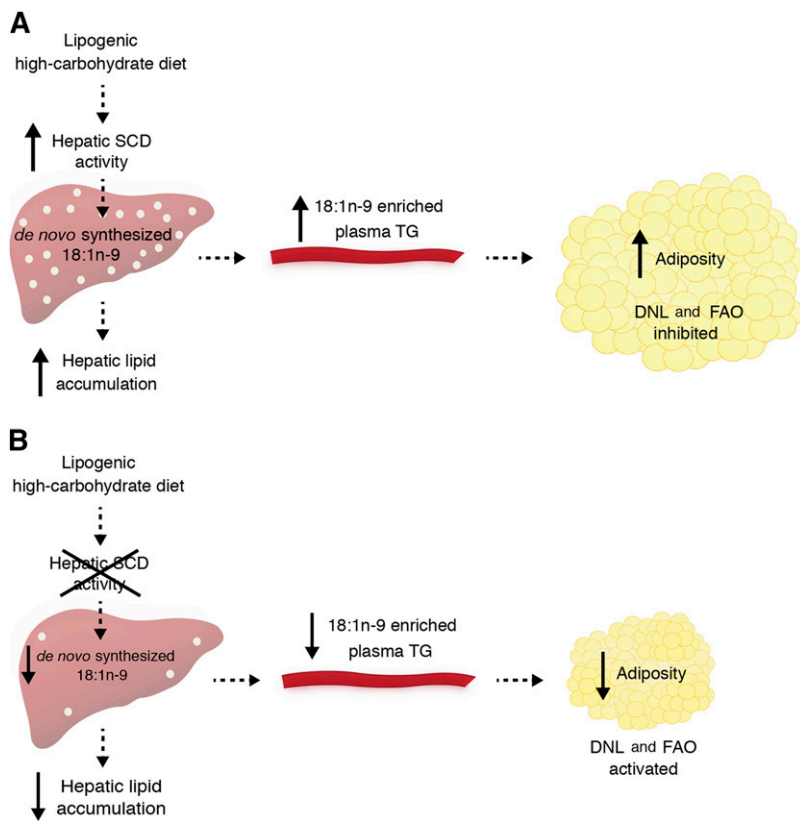 A
Lipogenic
high-carbohydrate diet
Hepatic SCD
activity
de novo synthesized
18:1n-9
Hepatic lipid
accumulation
18:1n-9 enriched
plasma TG
Adiposity
DNL and FAO
inhibited
B
Lipogenic
high-carbohydrate diet
Hepatic SCD
activity
de novo synthesized
18:1n-9
Hepatic lipid
accumulation
18:1n-9 enriched
plasma TG
Adiposity
DNL and FAO
activated